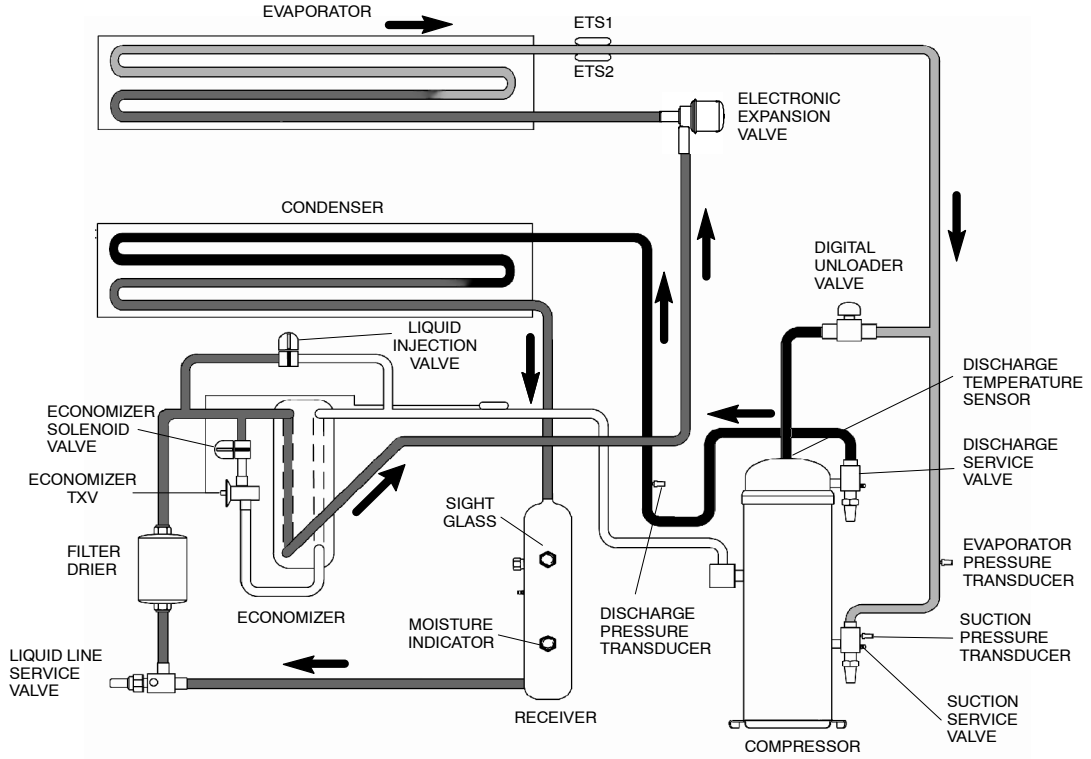 EVAPORATOR
ETS1
ETS2
ELECTRONIC
EXPANSION
VALVE
CONDENSER
DIGITAL
UNLOADER
VALVE
LIQUID
INJECTION
VALVE
DISCHARGE
TEMPERATURE
SENSOR
ECONOMIZER
SOLENOID
VALVE
DISCHARGE
SERVICE
VALVE
ECONOMIZER
TXV
SIGHT
GLASS
FILTER
DRIER
EVAPORATOR
PRESSURE
TRANSDUCER
ECONOMIZER
DISCHARGE
PRESSURE
TRANSDUCER
MOISTURE
INDICATOR
SUCTION
PRESSURE
TRANSDUCER
LIQUID LINE
SERVICE
VALVE
SUCTION
SERVICE
VALVE
RECEIVER
COMPRESSOR